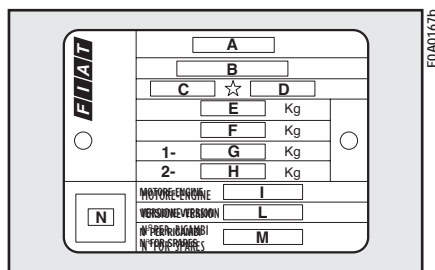 FIAT
A
B
C ☆ D
E Kg
F Kg
1- G Kg
2- H Kg
MOTORE-ENGINE I
VERSIONE-VERSION L
N° PER RICAMBI
N° FOR SPARES M
N
F0A0167b